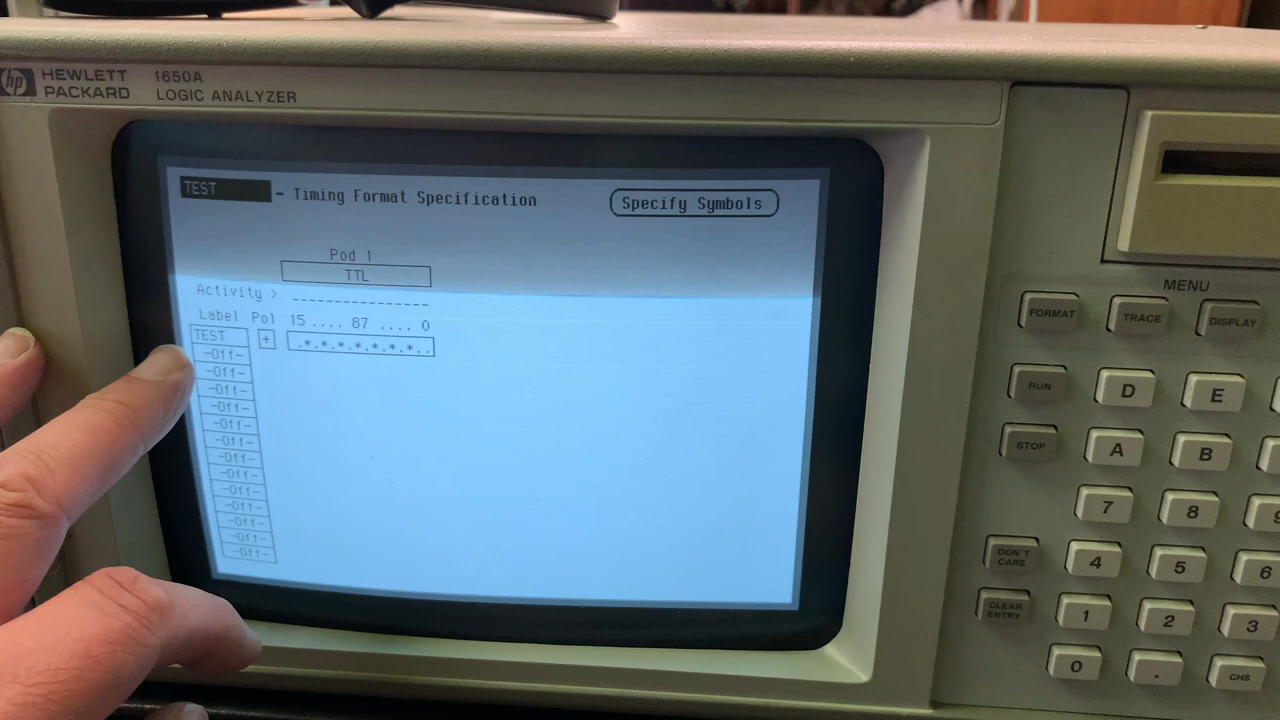 hp HEWLETT PACKARD 1650A LOGIC ANALYZER
TEST - Timing Format Specification Specify Symbols
Pod 1
TTL
Activity > ----------------
Label Pol 15 .... 87 .... 0
TEST + .*.*.*.*.*.*..
-Off-
-Off-
-Off-
-Off-
-Off-
-Off-
-Off-
-Off-
-Off-
-Off-
-Off-
-Off-
-Off-
MENU
FORMAT TRACE DISPLAY
RUN D E
STOP A B
7 8 9
DON'T CARE 4 5 6
CLEAR ENTRY 1 2 3
0 . CHS